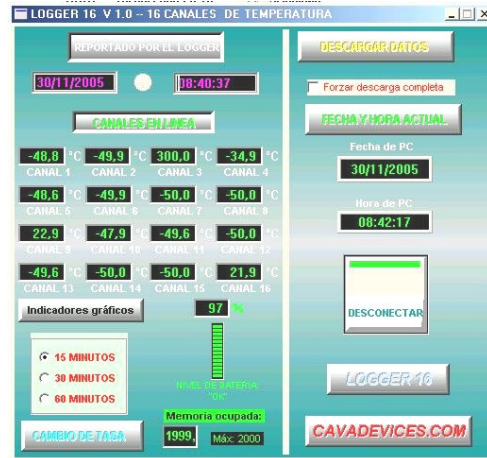 LOGGER 16 V 1.0 -- 16 CANALES DE TEMPERATURA
REPORTADO POR EL LOGGER
30/11/2005 08:40:37
CANALES EN LINEA
-48,8 °C -49,9 °C 300,0 °C -34,9 °C
CANAL 1 CANAL 2 CANAL 3 CANAL 4
-48,6 °C -49,9 °C -50,0 °C -50,0 °C
CANAL 5 CANAL 6 CANAL 7 CANAL 8
22,9 °C -47,9 °C -49,6 °C -50,0 °C
CANAL 9 CANAL 10 CANAL 11 CANAL 12
-49,6 °C -50,0 °C -50,0 °C 21,9 °C
CANAL 13 CANAL 14 CANAL 15 CANAL 16
Indicadores gráficos
97 %
15 MINUTOS
30 MINUTOS
60 MINUTOS
NIVEL DE BATERIA:
"OK"
CAMBIO DE TASA
Memoria ocupada:
1999, Máx: 2000
DESCARGAR DATOS
Forzar descarga completa
FECHA Y HORA ACTUAL
Fecha de PC
30/11/2005
Hora de PC
08:42:17
DESCONECTAR
LOGGER 16
CAVADEVICES.COM